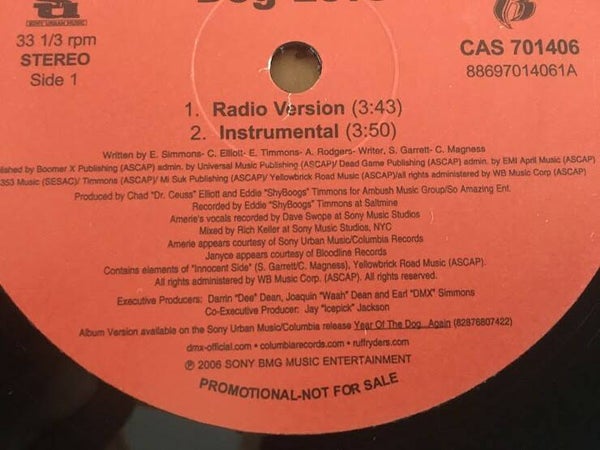 Dog Love
SONY URBAN MUSIC
33 1/3 rpm
STEREO
Side 1
CAS 701406
88697014061A
1. Radio Version (3:43)
2. Instrumental (3:50)
Written by E. Simmons- C. Elliott- E. Timmons- A. Rodgers- Writer, S. Garrett- C. Magness
lished by Boomer X Publishing (ASCAP) admin. by Universal Music Publishing (ASCAP)/ Dead Game Publishing (ASCAP) admin. by EMI April Music (ASCAP)/
353 Music (SESAC)/ Timmons (ASCAP)/ Mi Suk Publishing (ASCAP)/ Yellowbrick Road Music (ASCAP)/all rights administered by WB Music Corp (ASCAP)
Produced by Chad "Dr. Ceuss" Elliott and Eddie "ShyBoogs" Timmons for Ambush Music Group/So Amazing Ent.
Recorded by Eddie "ShyBoogs" Timmons at Saltmine
Amerie's vocals recorded by Dave Swope at Sony Music Studios
Mixed by Rich Keller at Sony Music Studios, NYC
Amerie appears courtesy of Sony Urban Music/Columbia Records
Janyce appears by Bloodline Records
Contains elements of "Innocent Side" (S. Garrett/C. Magness), Yellowbrick Road Music (ASCAP).
All rights administered by WB Music Corp. (ASCAP). All rights reserved.
Executive Producers: Darrin "Dee" Dean, Joaquin "Waah" Dean and Earl "DMX" Simmons
Co-Executive Producer: Jay "Icepick" Jackson
Album Version available on the Sony Urban Music/Columbia release Year Of The Dog...Again (82876807422)
dmx-official.com • columbiarecords.com • ruffryders.com
℗ 2006 SONY BMG MUSIC ENTERTAINMENT
PROMOTIONAL-NOT FOR SALE